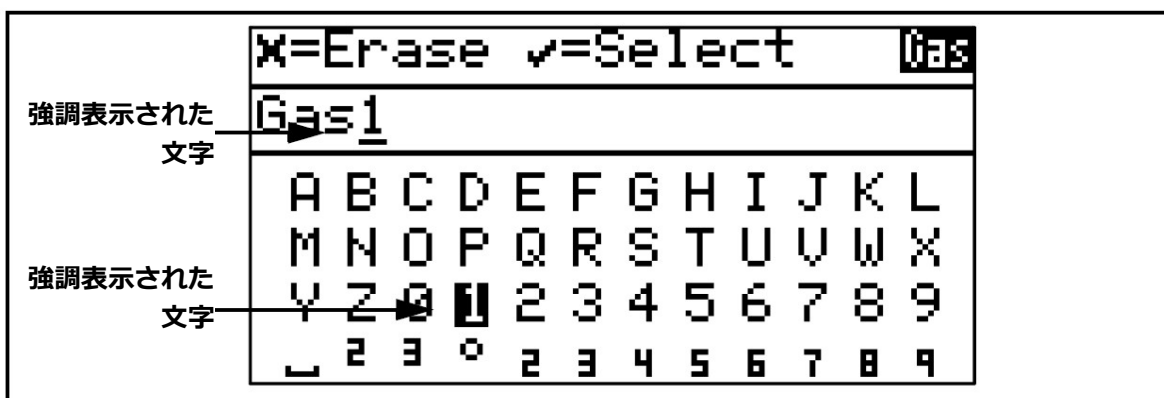 ×=Erase ✓=Select Gas
強調表示された
文字
Gas1
A B C D E F G H I J K L
M N O P Q R S T U V W X
強調表示された
文字
Y Z 0 1 2 3 4 5 6 7 8 9
␣ ² ³ ° ₂ ₃ ₄ ₅ ₆ ₇ ₈ ₉